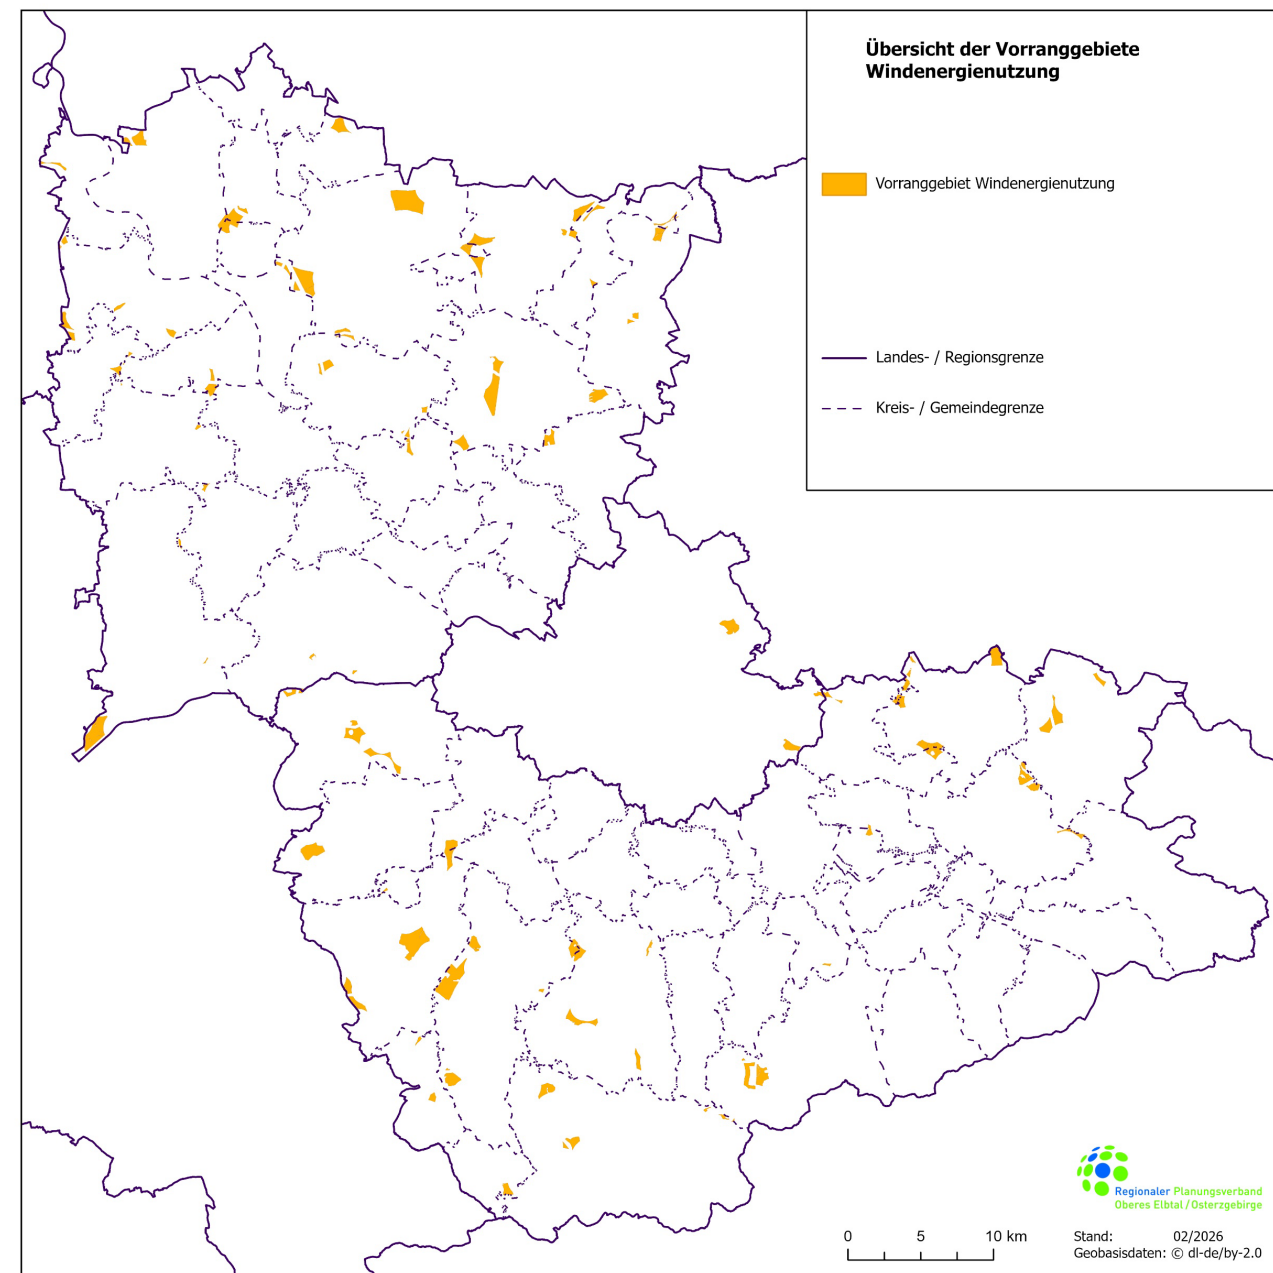 Übersicht der Vorranggebiete
Windenergienutzung
Vorranggebiet Windenergienutzung
Landes- / Regionsgrenze
Kreis- / Gemeindegrenze
Regionaler Planungsverband
Oberes Elbtal / Osterzgebirge
0 5 10 km
Stand: 02/2026
Geobasisdaten: © dl-de/by-2.0